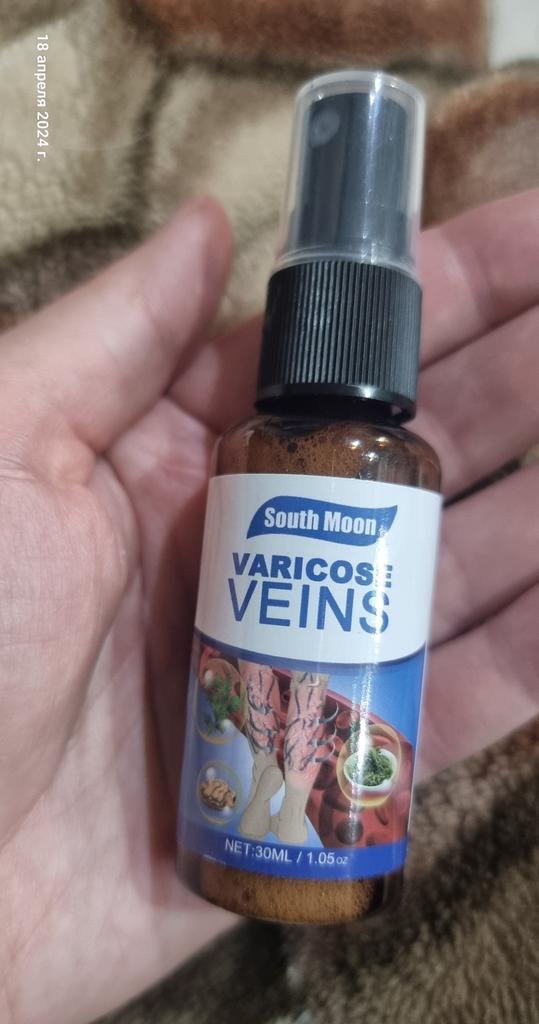 18 апреля 2024 г.
South Moon
VARICOSE
VEINS
NET:30ML / 1.05oz